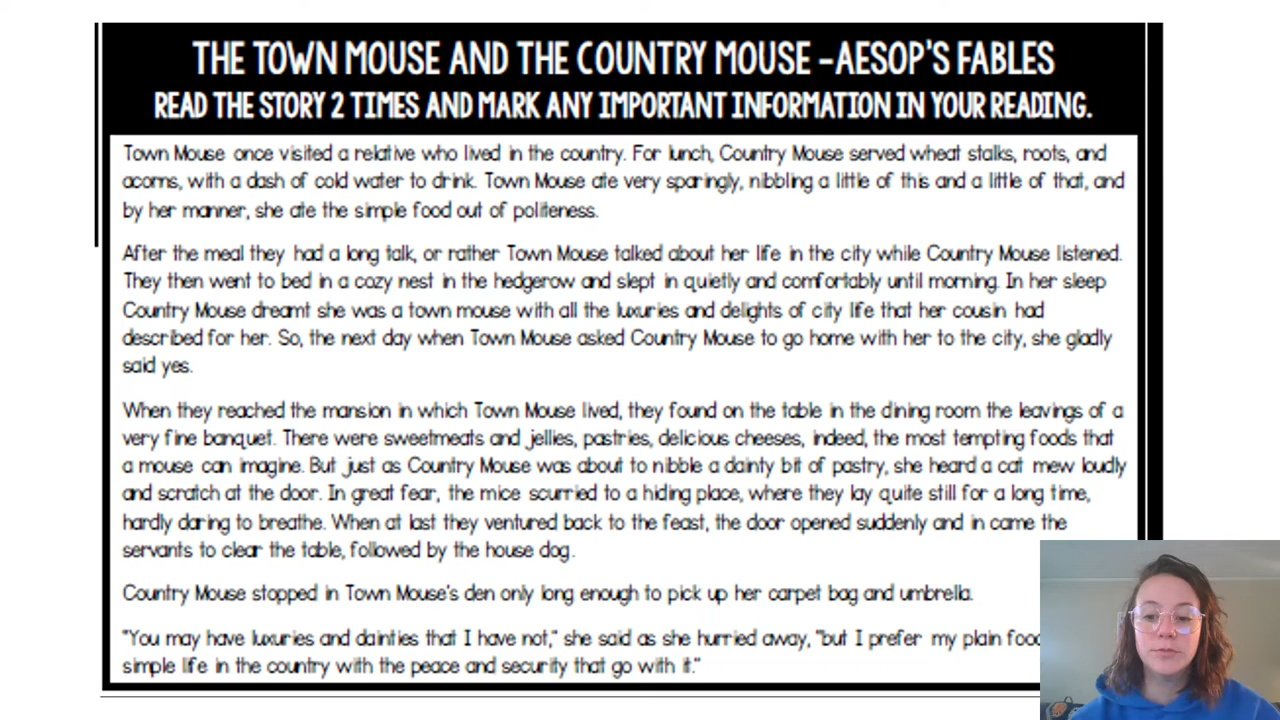 THE TOWN MOUSE AND THE COUNTRY MOUSE -AESOP'S FABLES
READ THE STORY 2 TIMES AND MARK ANY IMPORTANT INFORMATION IN YOUR READING.
Town Mouse once visited a relative who lived in the country. For lunch, Country Mouse served wheat stalks, roots, and
acorns, with a dash of cold water to drink. Town Mouse ate very sparingly, nibbling a little of this and a little of that, and
by her manner, she ate the simple food out of politeness.
After the meal they had a long talk, or rather Town Mouse talked about her life in the city while Country Mouse listened.
They then went to bed in a cozy nest in the hedgerow and slept in quietly and comfortably until morning. In her sleep
Country Mouse dreamt she was a town mouse with all the luxuries and delights of city life that her cousin had
described for her. So, the next day when Town Mouse asked Country Mouse to go home with her to the city, she gladly
said yes.
When they reached the mansion in which Town Mouse lived, they found on the table in the dining room the leavings of a
very fine banquet. There were sweetmeats and jellies, pastries, delicious cheeses, indeed, the most tempting foods that
a mouse can imagine. But just as Country Mouse was about to nibble a dainty bit of pastry, she heard a cat mew loudly
and scratch at the door. In great fear, the mice scurried to a hiding place, where they lay quite still for a long time,
hardly daring to breathe. When at last they ventured back to the feast, the door opened suddenly and in came the
servants to clear the table, followed by the house dog.
Country Mouse stopped in Town Mouse's den only long enough to pick up her carpet bag and umbrella.
"You may have luxuries and dainties that I have not," she said as she hurried away, "but I prefer my plain food
simple life in the country with the peace and security that go with it."